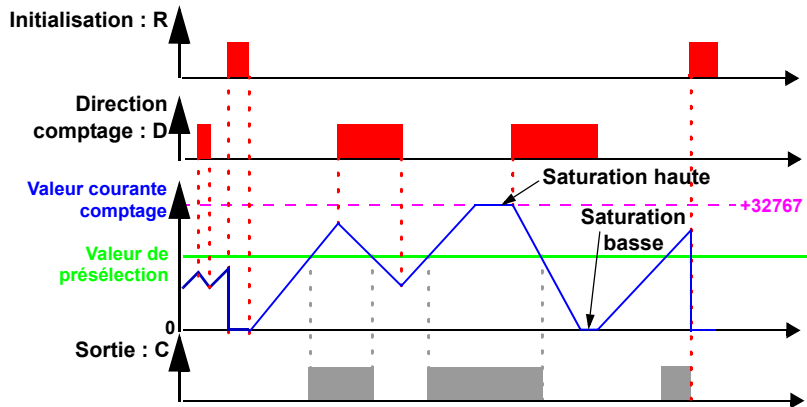 Initialisation : R
Direction
comptage : D
Valeur courante
comptage
Saturation haute
+32767
Saturation
basse
Valeur de
présélection
0
Sortie : C